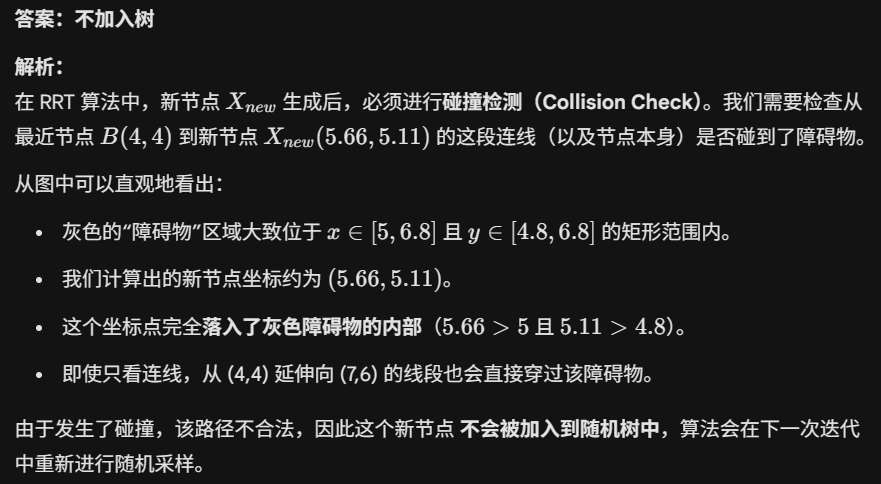 答案：不加入树
解析：
在 RRT 算法中，新节点 X_{new} 生成后，必须进行碰撞检测（Collision Check）。我们需要检查从
最近节点 B(4, 4) 到新节点 X_{new}(5.66, 5.11) 的这段连线（以及节点本身）是否碰到了障碍物。
从图中可以直观地看出：
• 灰色的“障碍物”区域大致位于 x ∈ [5, 6.8] 且 y ∈ [4.8, 6.8] 的矩形范围内。
• 我们计算出的新节点坐标约为 (5.66, 5.11)。
• 这个坐标点完全落入了灰色障碍物的内部（5.66 > 5 且 5.11 > 4.8）。
• 即使只看连线，从 (4,4) 延伸向 (7,6) 的线段也会直接穿过该障碍物。
由于发生了碰撞，该路径不合法，因此这个新节点 不会被加入到随机树中，算法会在下一次迭代
中重新进行随机采样。